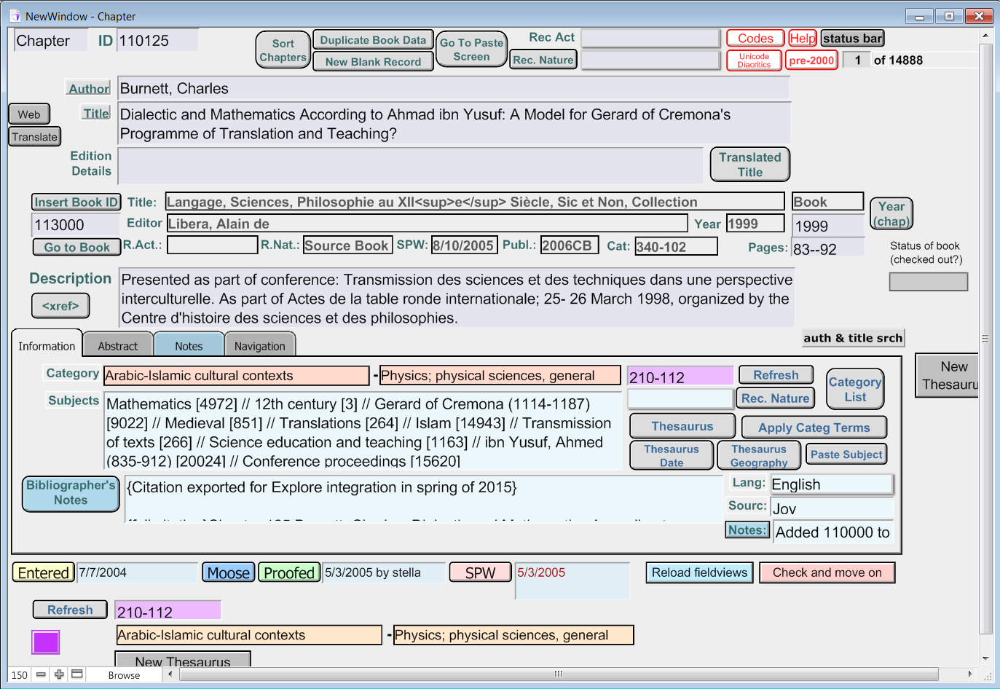 NewWindow - Chapter
Chapter ID 110125
Sort Chapters
Duplicate Book Data
New Blank Record
Go To Paste Screen
Rec Act
Rec. Nature
Codes
Help
status bar
Unicode Diacritics
pre-2000
1 of 14888
Author Burnett, Charles
Web
Translate
Title Dialectic and Mathematics According to Ahmad ibn Yusuf: A Model for Gerard of Cremona's
Programme of Translation and Teaching?
Edition Details
Translated Title
Insert Book ID Title: Langage, Sciences, Philosophie au XII<sup>e</sup> Siècle, Sic et Non, Collection Book
Year (chap)
113000 Editor Libera, Alain de Year 1999 1999
Go to Book R.Act.: R.Nat.: Source Book SPW: 8/10/2005 Publ.: 2006CB Cat: 340-102 Pages: 83--92
Status of book
(checked out?)
Description
<xref>
Presented as part of conference: Transmission des sciences et des techniques dans une perspective
interculturelle. As part of Actes de la table ronde internationale; 25- 26 March 1998, organized by the
Centre d'histoire des sciences et des philosophies.
Information Abstract Notes Navigation
auth & title srch
Category Arabic-Islamic cultural contexts - Physics; physical sciences, general 210-112 Refresh
Category List
New
Thesauru
Rec. Nature
Subjects Mathematics [4972] // 12th century [3] // Gerard of Cremona (1114-1187)
[9022] // Medieval [851] // Translations [264] // Islam [14943] // Transmission
of texts [266] // Science education and teaching [1163] // ibn Yusuf, Ahmed
(835-912) [20024] // Conference proceedings [15620]
Thesaurus
Apply Categ Terms
Thesaurus Date
Thesaurus Geography
Paste Subject
Bibliographer's Notes
{Citation exported for Explore integration in spring of 2015}
Lang: English
Sourc: Jov
Notes: Added 110000 to
Entered 7/7/2004 Moose Proofed 5/3/2005 by stella SPW 5/3/2005 Reload fieldviews Check and move on
Refresh 210-112
Arabic-Islamic cultural contexts - Physics; physical sciences, general
New Thesaurus
150 Browse